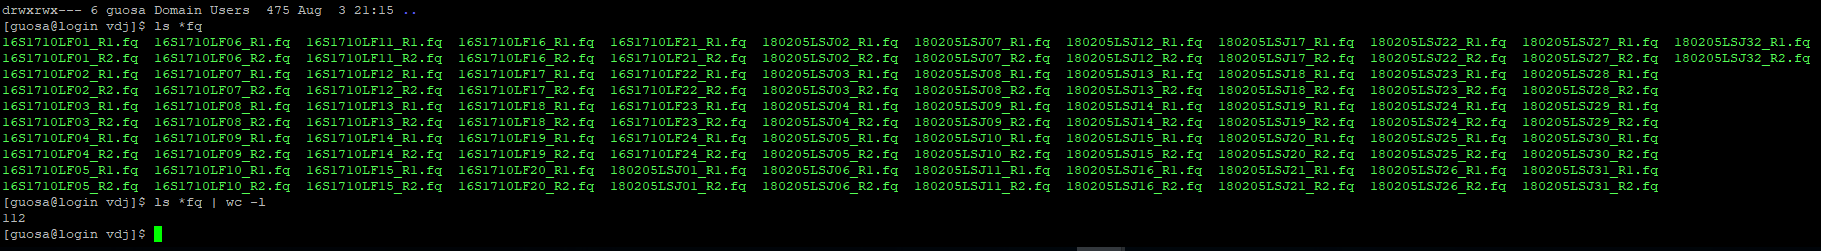 drwxrwx--- 6 guosa Domain Users  475 Aug  3 21:15 ..
[guosa@login vdj]$ ls *fq
16S1710LF01_R1.fq  16S1710LF06_R1.fq  16S1710LF11_R1.fq  16S1710LF16_R1.fq  16S1710LF21_R1.fq  180205LSJ02_R1.fq  180205LSJ07_R1.fq  180205LSJ12_R1.fq  180205LSJ17_R1.fq  180205LSJ22_R1.fq  180205LSJ27_R1.fq  180205LSJ32_R1.fq
16S1710LF01_R2.fq  16S1710LF06_R2.fq  16S1710LF11_R2.fq  16S1710LF16_R2.fq  16S1710LF21_R2.fq  180205LSJ02_R2.fq  180205LSJ07_R2.fq  180205LSJ12_R2.fq  180205LSJ17_R2.fq  180205LSJ22_R2.fq  180205LSJ27_R2.fq  180205LSJ32_R2.fq
16S1710LF02_R1.fq  16S1710LF07_R1.fq  16S1710LF12_R1.fq  16S1710LF17_R1.fq  16S1710LF22_R1.fq  180205LSJ03_R1.fq  180205LSJ08_R1.fq  180205LSJ13_R1.fq  180205LSJ18_R1.fq  180205LSJ23_R1.fq  180205LSJ28_R1.fq
16S1710LF02_R2.fq  16S1710LF07_R2.fq  16S1710LF12_R2.fq  16S1710LF17_R2.fq  16S1710LF22_R2.fq  180205LSJ03_R2.fq  180205LSJ08_R2.fq  180205LSJ13_R2.fq  180205LSJ18_R2.fq  180205LSJ23_R2.fq  180205LSJ28_R2.fq
16S1710LF03_R1.fq  16S1710LF08_R1.fq  16S1710LF13_R1.fq  16S1710LF18_R1.fq  16S1710LF23_R1.fq  180205LSJ04_R1.fq  180205LSJ09_R1.fq  180205LSJ14_R1.fq  180205LSJ19_R1.fq  180205LSJ24_R1.fq  180205LSJ29_R1.fq
16S1710LF03_R2.fq  16S1710LF08_R2.fq  16S1710LF13_R2.fq  16S1710LF18_R2.fq  16S1710LF23_R2.fq  180205LSJ04_R2.fq  180205LSJ09_R2.fq  180205LSJ14_R2.fq  180205LSJ19_R2.fq  180205LSJ24_R2.fq  180205LSJ29_R2.fq
16S1710LF04_R1.fq  16S1710LF09_R1.fq  16S1710LF14_R1.fq  16S1710LF19_R1.fq  16S1710LF24_R1.fq  180205LSJ05_R1.fq  180205LSJ10_R1.fq  180205LSJ15_R1.fq  180205LSJ20_R1.fq  180205LSJ25_R1.fq  180205LSJ30_R1.fq
16S1710LF04_R2.fq  16S1710LF09_R2.fq  16S1710LF14_R2.fq  16S1710LF19_R2.fq  16S1710LF24_R2.fq  180205LSJ05_R2.fq  180205LSJ10_R2.fq  180205LSJ15_R2.fq  180205LSJ20_R2.fq  180205LSJ25_R2.fq  180205LSJ30_R2.fq
16S1710LF05_R1.fq  16S1710LF10_R1.fq  16S1710LF15_R1.fq  16S1710LF20_R1.fq  180205LSJ01_R1.fq  180205LSJ06_R1.fq  180205LSJ11_R1.fq  180205LSJ16_R1.fq  180205LSJ21_R1.fq  180205LSJ26_R1.fq  180205LSJ31_R1.fq
16S1710LF05_R2.fq  16S1710LF10_R2.fq  16S1710LF15_R2.fq  16S1710LF20_R2.fq  180205LSJ01_R2.fq  180205LSJ06_R2.fq  180205LSJ11_R2.fq  180205LSJ16_R2.fq  180205LSJ21_R2.fq  180205LSJ26_R2.fq  180205LSJ31_R2.fq
[guosa@login vdj]$ ls *fq | wc -l
112
[guosa@login vdj]$